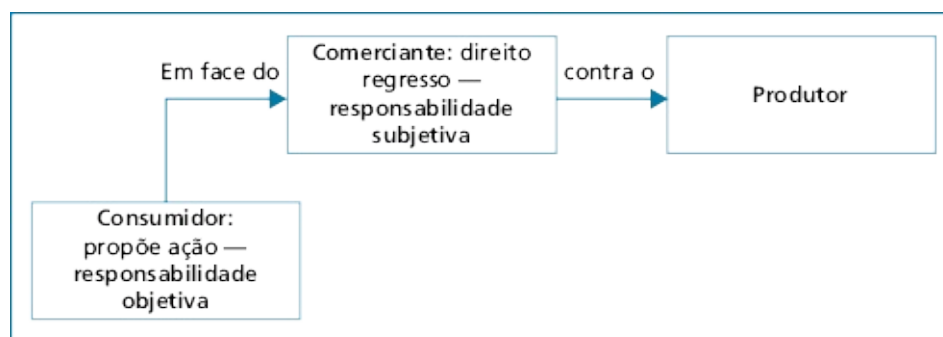 Em face do
Comerciante: direito
regresso —
responsabilidade
subjetiva
contra o
Produtor
Consumidor:
propõe ação —
responsabilidade
objetiva